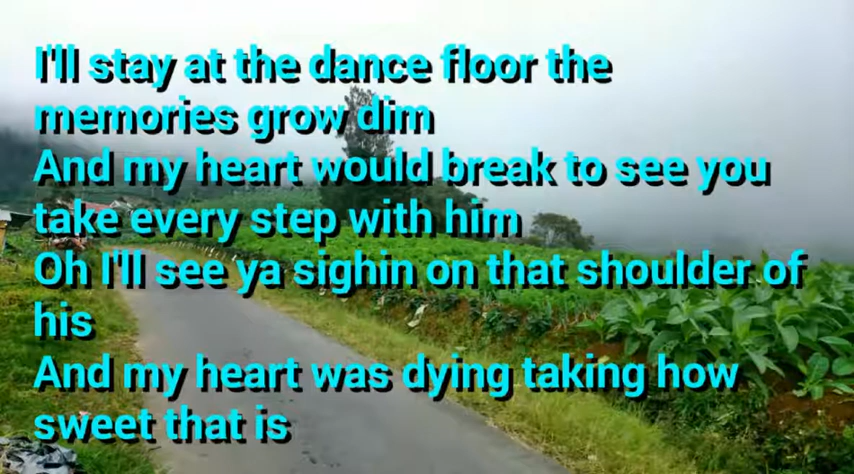 I'll stay at the dance floor the
memories grow dim
And my heart would break to see you
take every step with him
Oh I'll see ya sighin on that shoulder of
his
And my heart was dying taking how
sweet that is